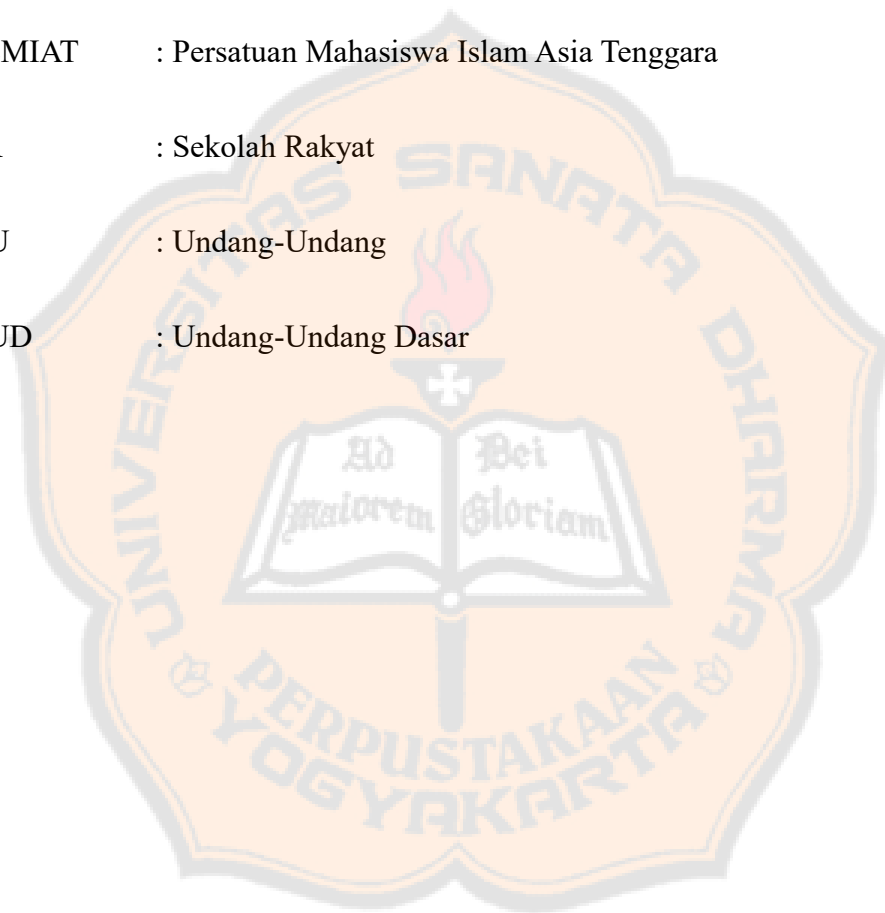 MIAT : Persatuan Mahasiswa Islam Asia Tenggara
: Sekolah Rakyat
U : Undang-Undang
UD : Undang-Undang Dasar
UNIVERSITAS SANATA DHARMA
Ad Dei
Maiorem Gloriam
PERPUSTAKAAN
YOGYAKARTA